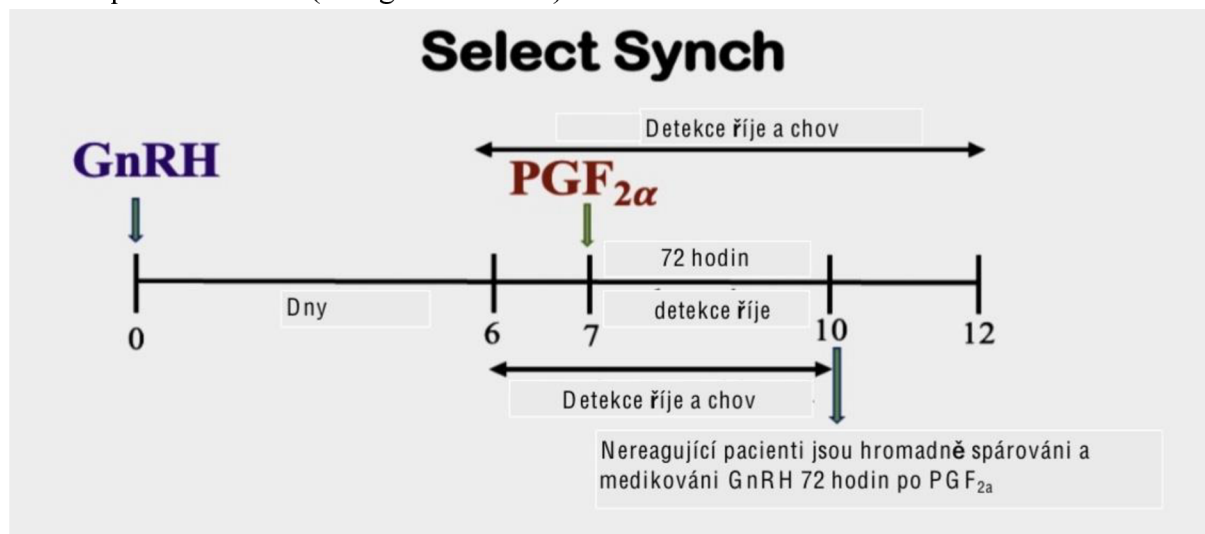 Select Synch
Detekce říje a chov
GnRH
PGF2α
72 hodin
Dny
detekce říje
0
6
7
10
12
Detekce říje a chov
Nereagující pacienti jsou hromadně spárováni a
medikováni GnRH 72 hodin po PGF2a